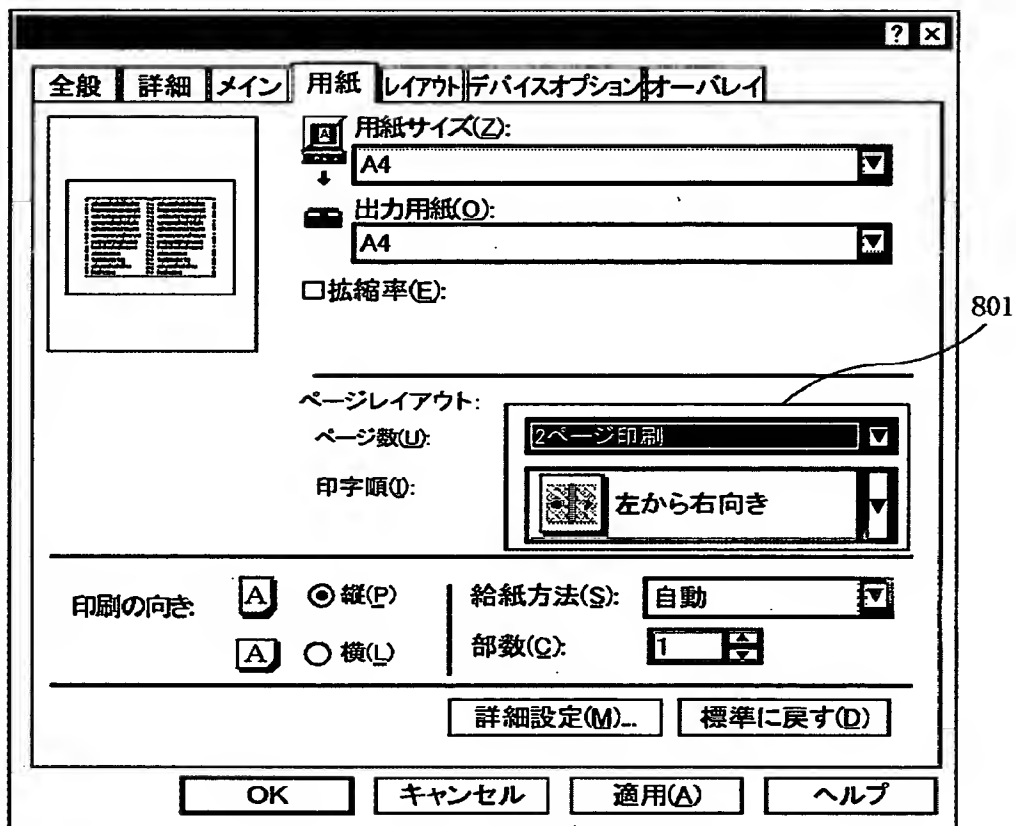 ? ×
全般 詳細 メイン 用紙 レイアウト デバイスオプション オーバレイ
用紙サイズ(Z):
A4
出力用紙(O):
A4
拡縮率(E):
801
ページレイアウト:
ページ数(U): 2ページ印刷
印字順(I): 左から右向き
印刷の向き: A 縦(P) 給紙方法(S): 自動
A 横(L) 部数(C): 1
詳細設定(M)... 標準に戻す(D)
OK キャンセル 適用(A) ヘルプ